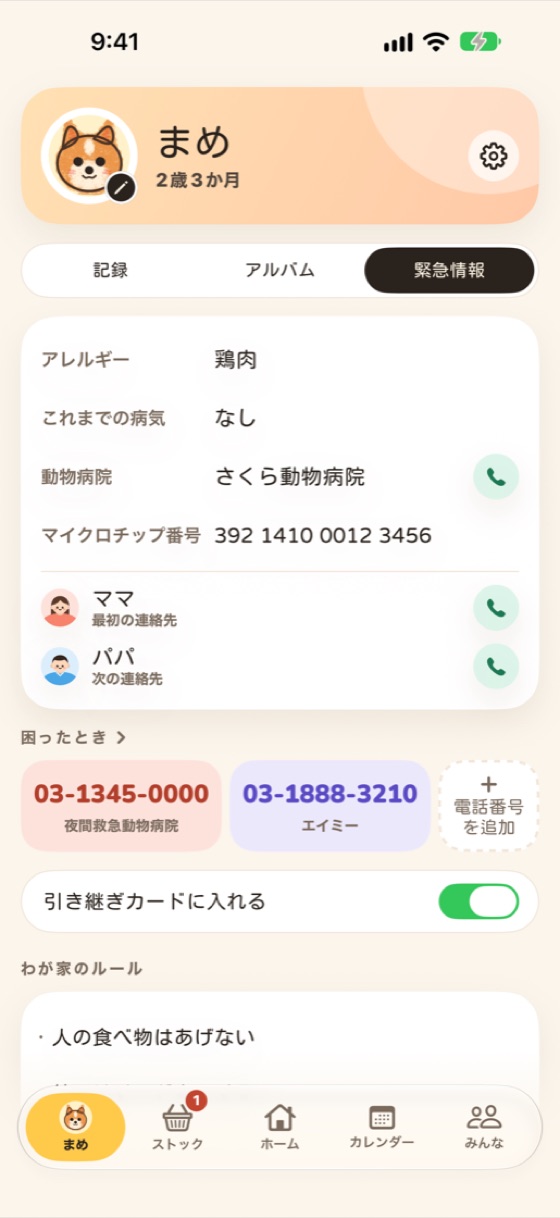 9:41
まめ
2歳3か月
記録
アルバム
緊急情報
アレルギー
鶏肉
これまでの病気
なし
動物病院
さくら動物病院
マイクロチップ番号
392 1410 0012 3456
ママ
最初の連絡先
パパ
次の連絡先
困ったとき
03-1345-0000
夜間救急動物病院
03-1888-3210
エイミー
電話番号
を追加
引き継ぎカードに入れる
わが家のルール
· 人の食べ物はあげない
1
まめ
ストック
ホーム
カレンダー
みんな